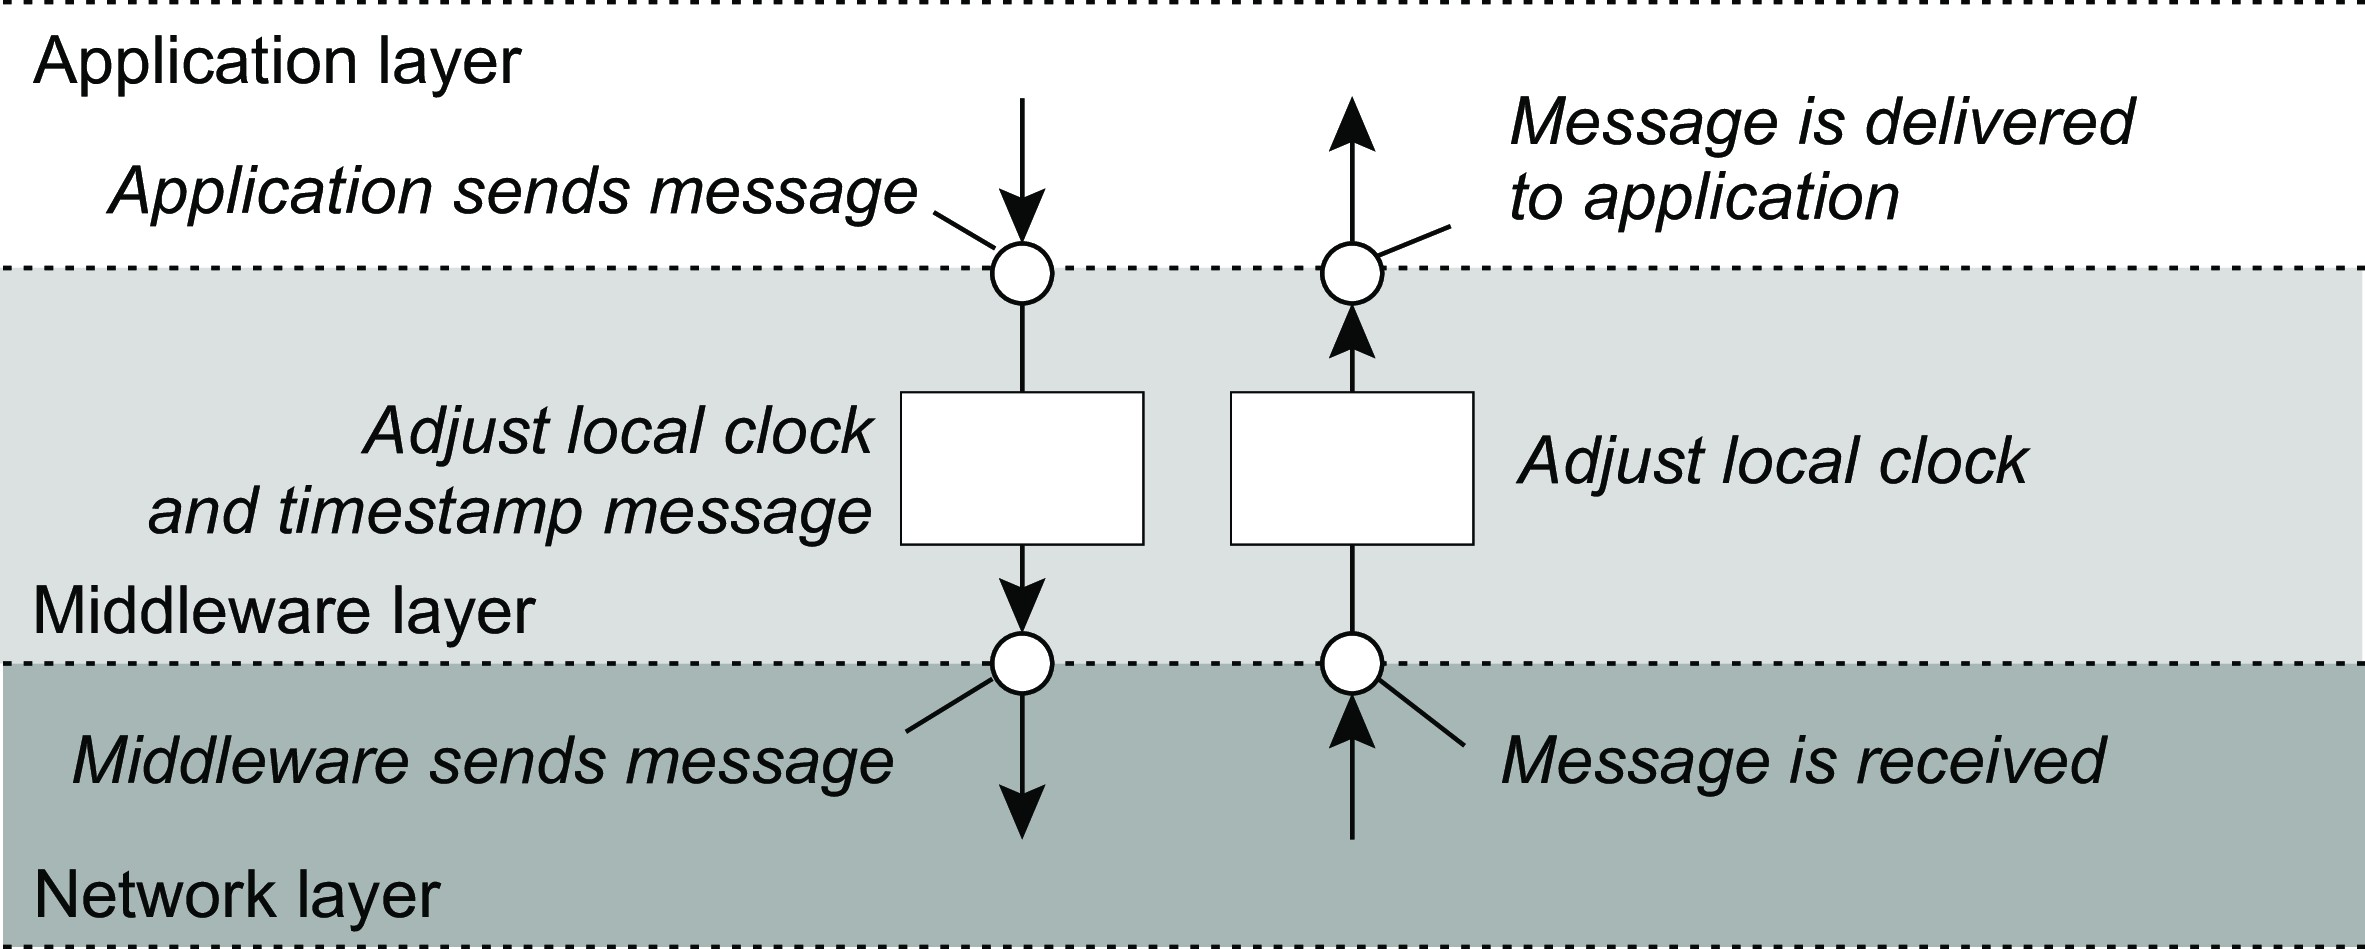 Application layer
Application sends message
Message is delivered
to application
Adjust local clock
and timestamp message
Adjust local clock
Middleware layer
Middleware sends message
Message is received
Network layer